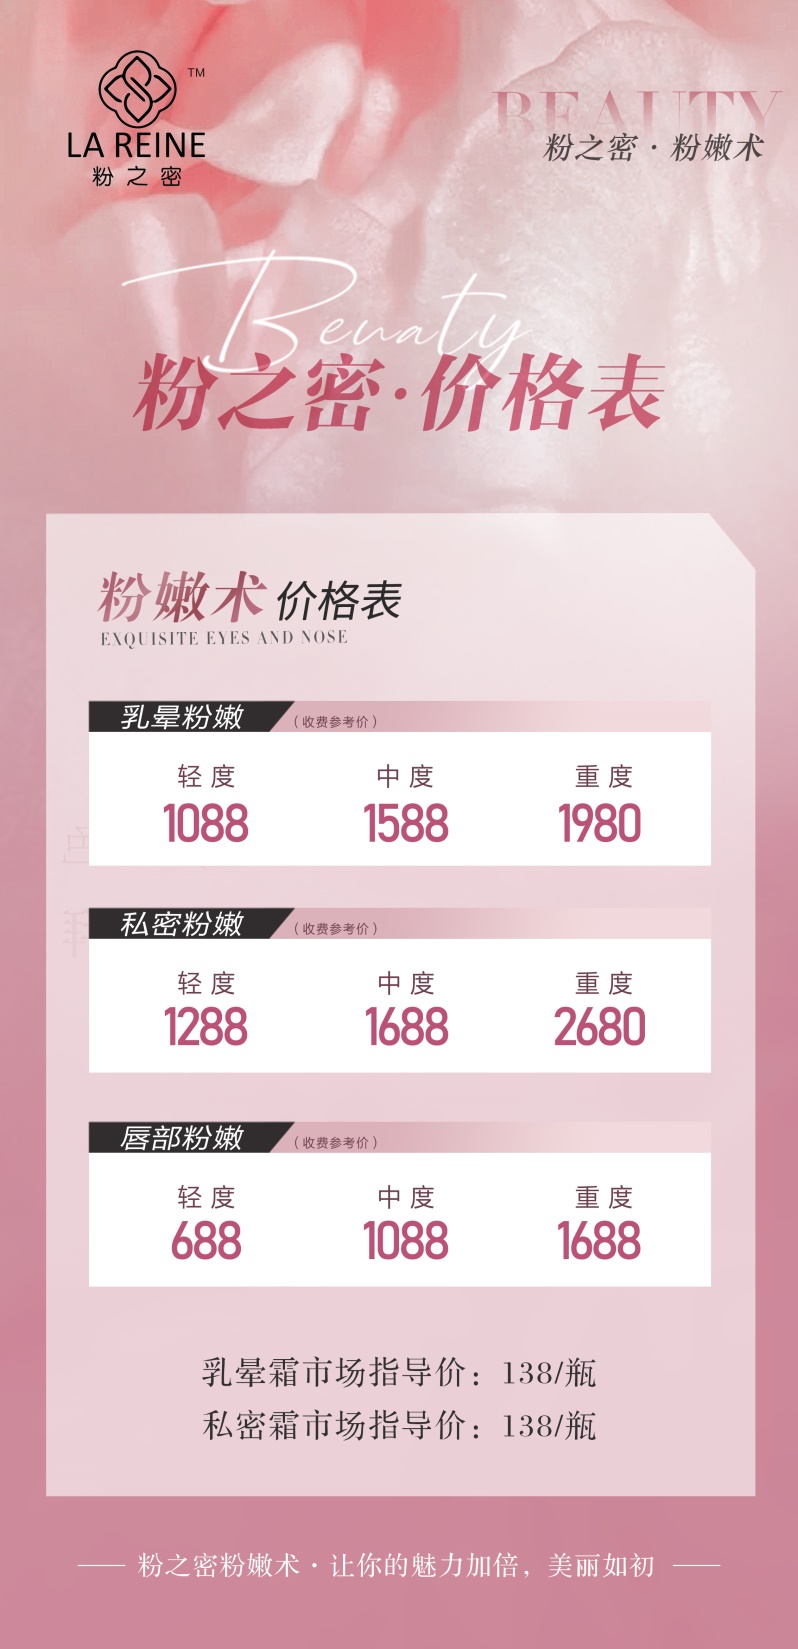 TM
LA REINE
粉之密
BEAUTY
粉之密·粉嫩术
Benaty
粉之密·价格表
粉嫩术 价格表
EXQUISITE EYES AND NOSE
乳晕粉嫩 (收费参考价)
轻度 中度 重度
1088 1588 1980
私密粉嫩 (收费参考价)
轻度 中度 重度
1288 1688 2680
唇部粉嫩 (收费参考价)
轻度 中度 重度
688 1088 1688
乳晕霜市场指导价：138/瓶
私密霜市场指导价：138/瓶
粉之密粉嫩术·让你的魅力加倍，美丽如初